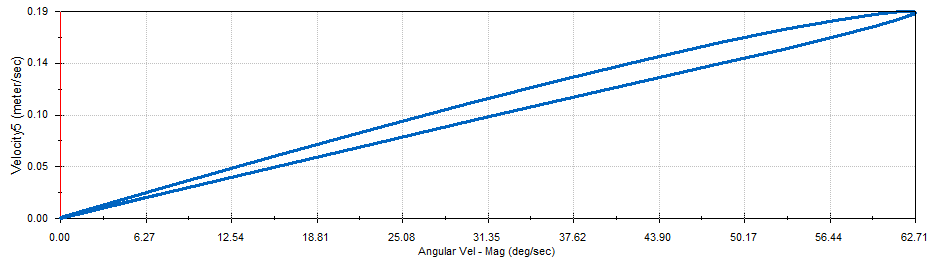 0.19
0.14
0.10
0.05
0.00
Velocity5 (meter/sec)
0.00 6.27 12.54 18.81 25.08 31.35 37.62 43.90 50.17 56.44 62.71
Angular Vel - Mag (deg/sec)